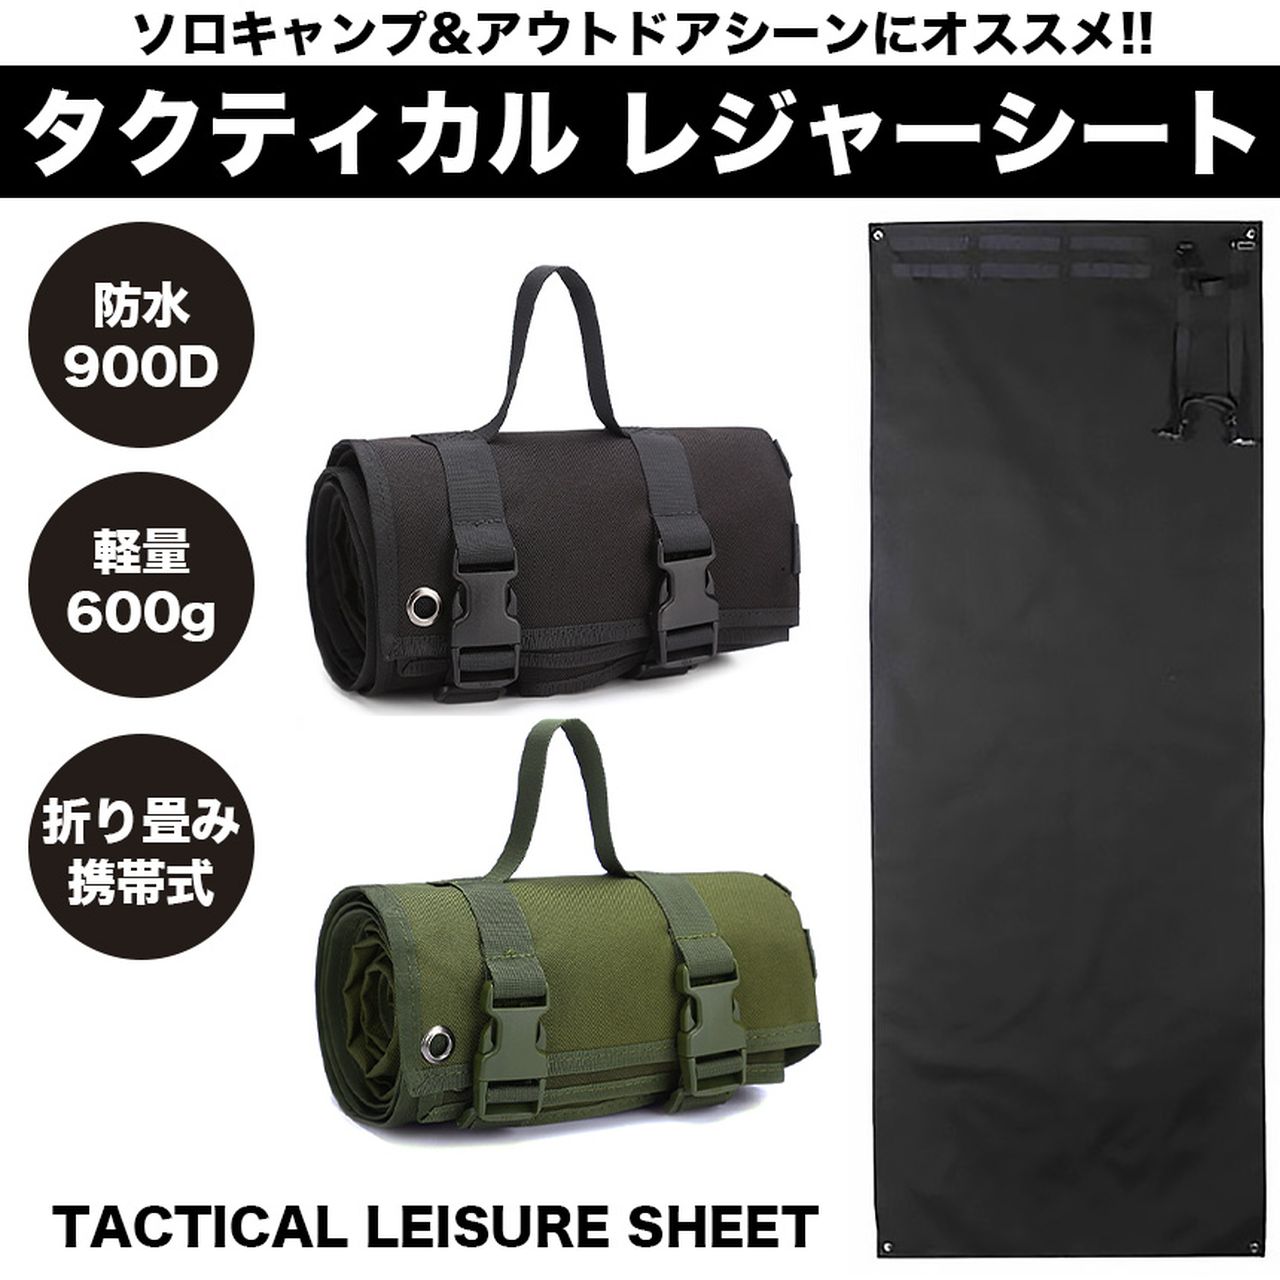 ソロキャンプ&アウトドアシーンにオススメ!!
タクティカル レジャーシート
防水
900D
軽量
600g
折り畳み
携帯式
TACTICAL LEISURE SHEET